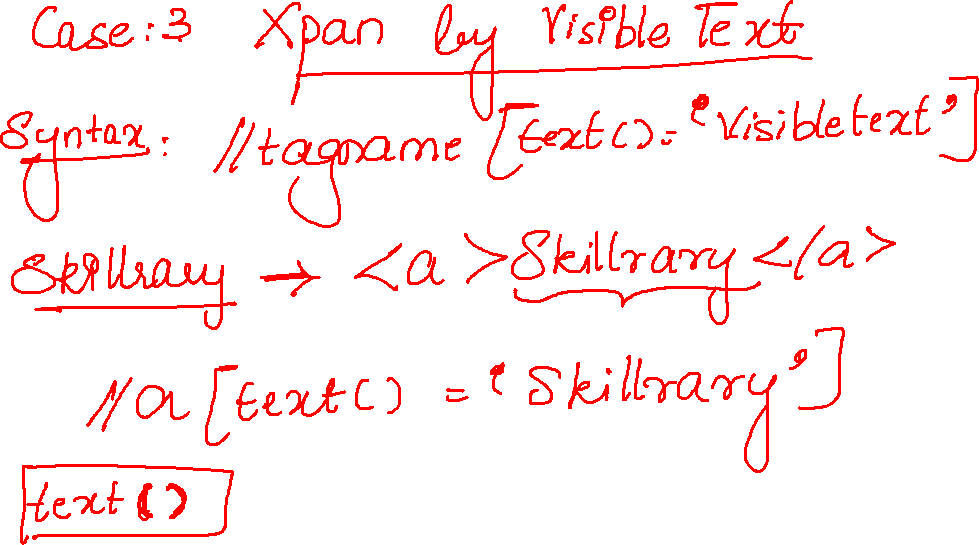 Case:3 Xpan by Visible Text
Syntax: //tagname[text()='Visibletext']
Skillrary → <a>Skillrary</a>
//a[text()='Skillrary']
text()